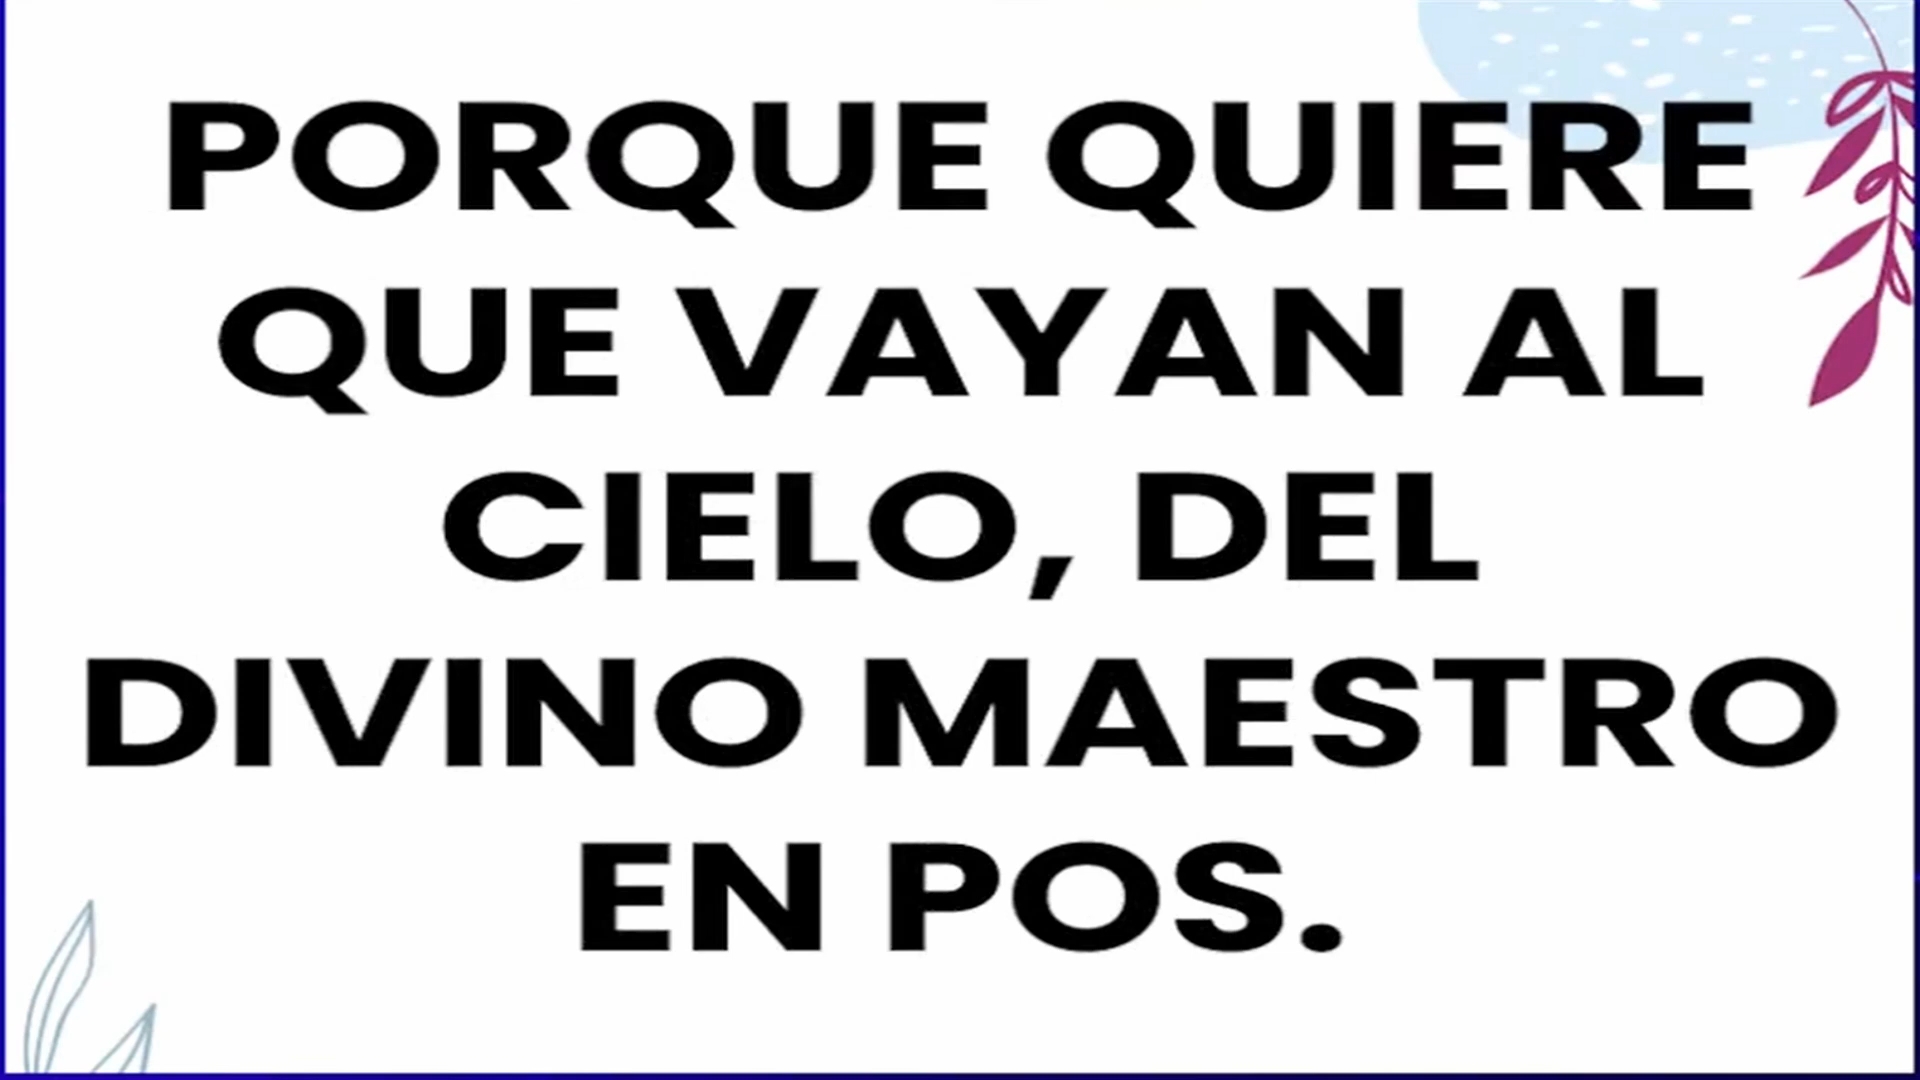 PORQUE QUIERE
QUE VAYAN AL
CIELO, DEL
DIVINO MAESTRO
EN POS.